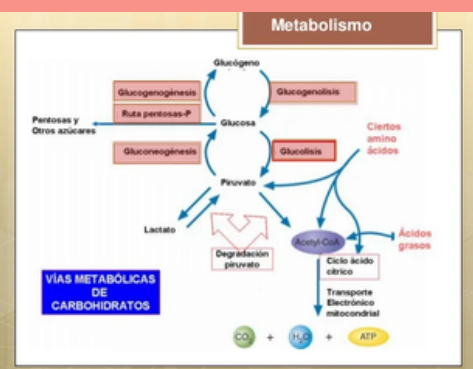 Metabolismo
Glucógeno
Glucogenogénesis
Glucogenolisis
Ruta pentosas-P
Pentosas y
Otros azúcares
Glucosa
Ciertos
amino
ácidos
Gluconeogénesis
Glucolisis
Piruvato
Lactato
Degradación
piruvato
Acetyl-CoA
Ácidos
grasos
Ciclo ácido
cítrico
VÍAS METABÓLICAS
DE
CARBOHIDRATOS
Transporte
Electrónico
mitocondrial
CO2 + H2O + ATP